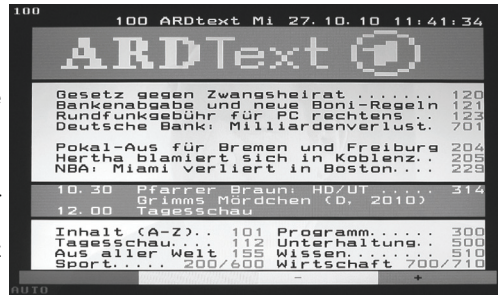 100
100 ARDtext Mi 27.10.10 11:41:34
ARDText 1
Gesetz gegen Zwangsheirat ........ 120
Bankenabgabe und neue Boni-Regeln 121
Rundfunkgebühr für PC rechtens .. 123
Deutsche Bank: Milliardenverlust. 701
Pokal-Aus für Bremen und Freiburg 204
Hertha blamiert sich in Koblenz.. 205
NBA: Miami verliert in Boston.... 229
10.30 Pfarrer Braun: HD/UT ...... 314
Grimms Mördchen (D, 2010)
12.00 Tagesschau
Inhalt (A-Z).. 101 Programm...... 300
Tagesschau.... 112 Unterhaltung.. 500
Aus aller Welt 155 Wissen........ 510
Sport..... 200/600 Wirtschaft 700/710
- +
AUTO